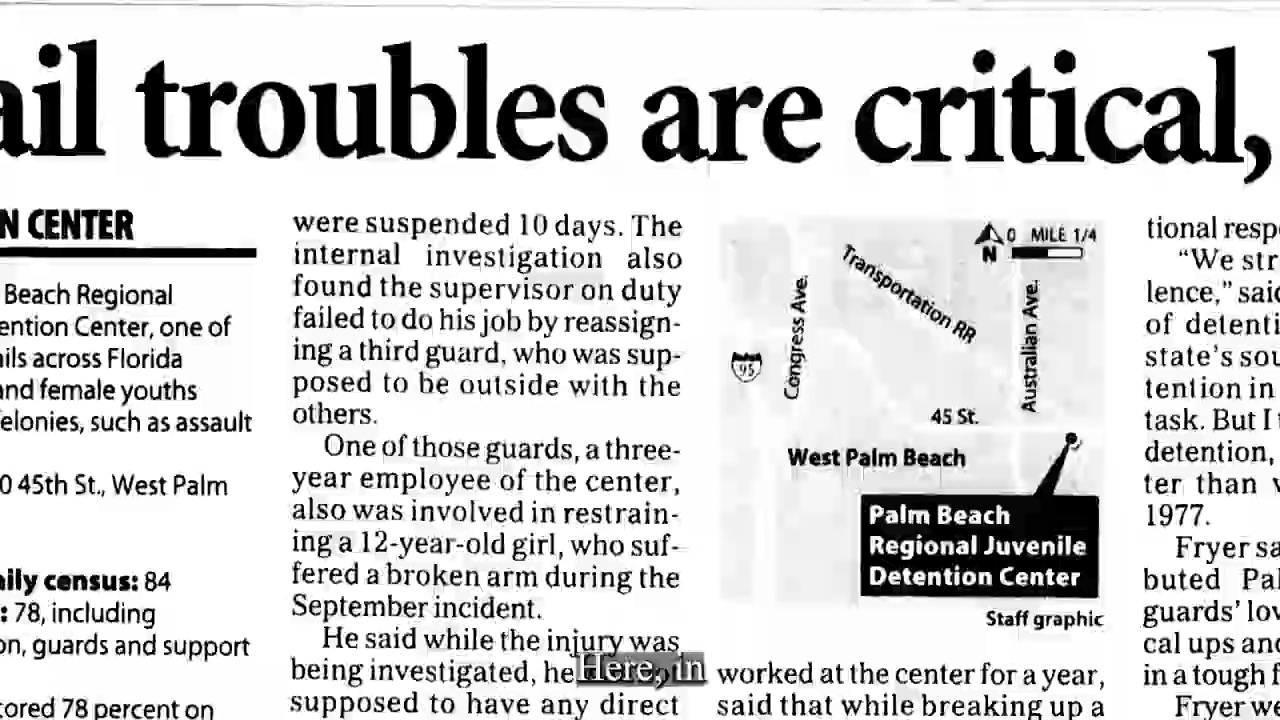 ail troubles are critical,
N CENTER
Beach Regional
ention Center, one of
ils across Florida
and female youths
elonies, such as assault
0 45th St., West Palm
ily census: 84
: 78, including
on, guards and support
cored 78 percent on
were suspended 10 days. The
internal investigation also
found the supervisor on duty
failed to do his job by reassign-
ing a third guard, who was sup-
posed to be outside with the
others.
One of those guards, a three-
year employee of the center,
also was involved in restrain-
ing a 12-year-old girl, who suf-
fered a broken arm during the
September incident.
He said while the injury was
being investigated, he
supposed to have any direct
0 MILE 1/4
N
Transportation RR
Congress Ave.
Australian Ave.
95
45 St.
West Palm Beach
Palm Beach
Regional Juvenile
Detention Center
Staff graphic
worked at the center for a year,
said that while breaking up a
tional resp
"We str
lence," said
of detenti
state's sou
tention in
task. But I
detention,
ter than
1977.
Fryer sa
buted Pal
guards' lov
cal ups and
in a tough f
Fryer we
Here, in